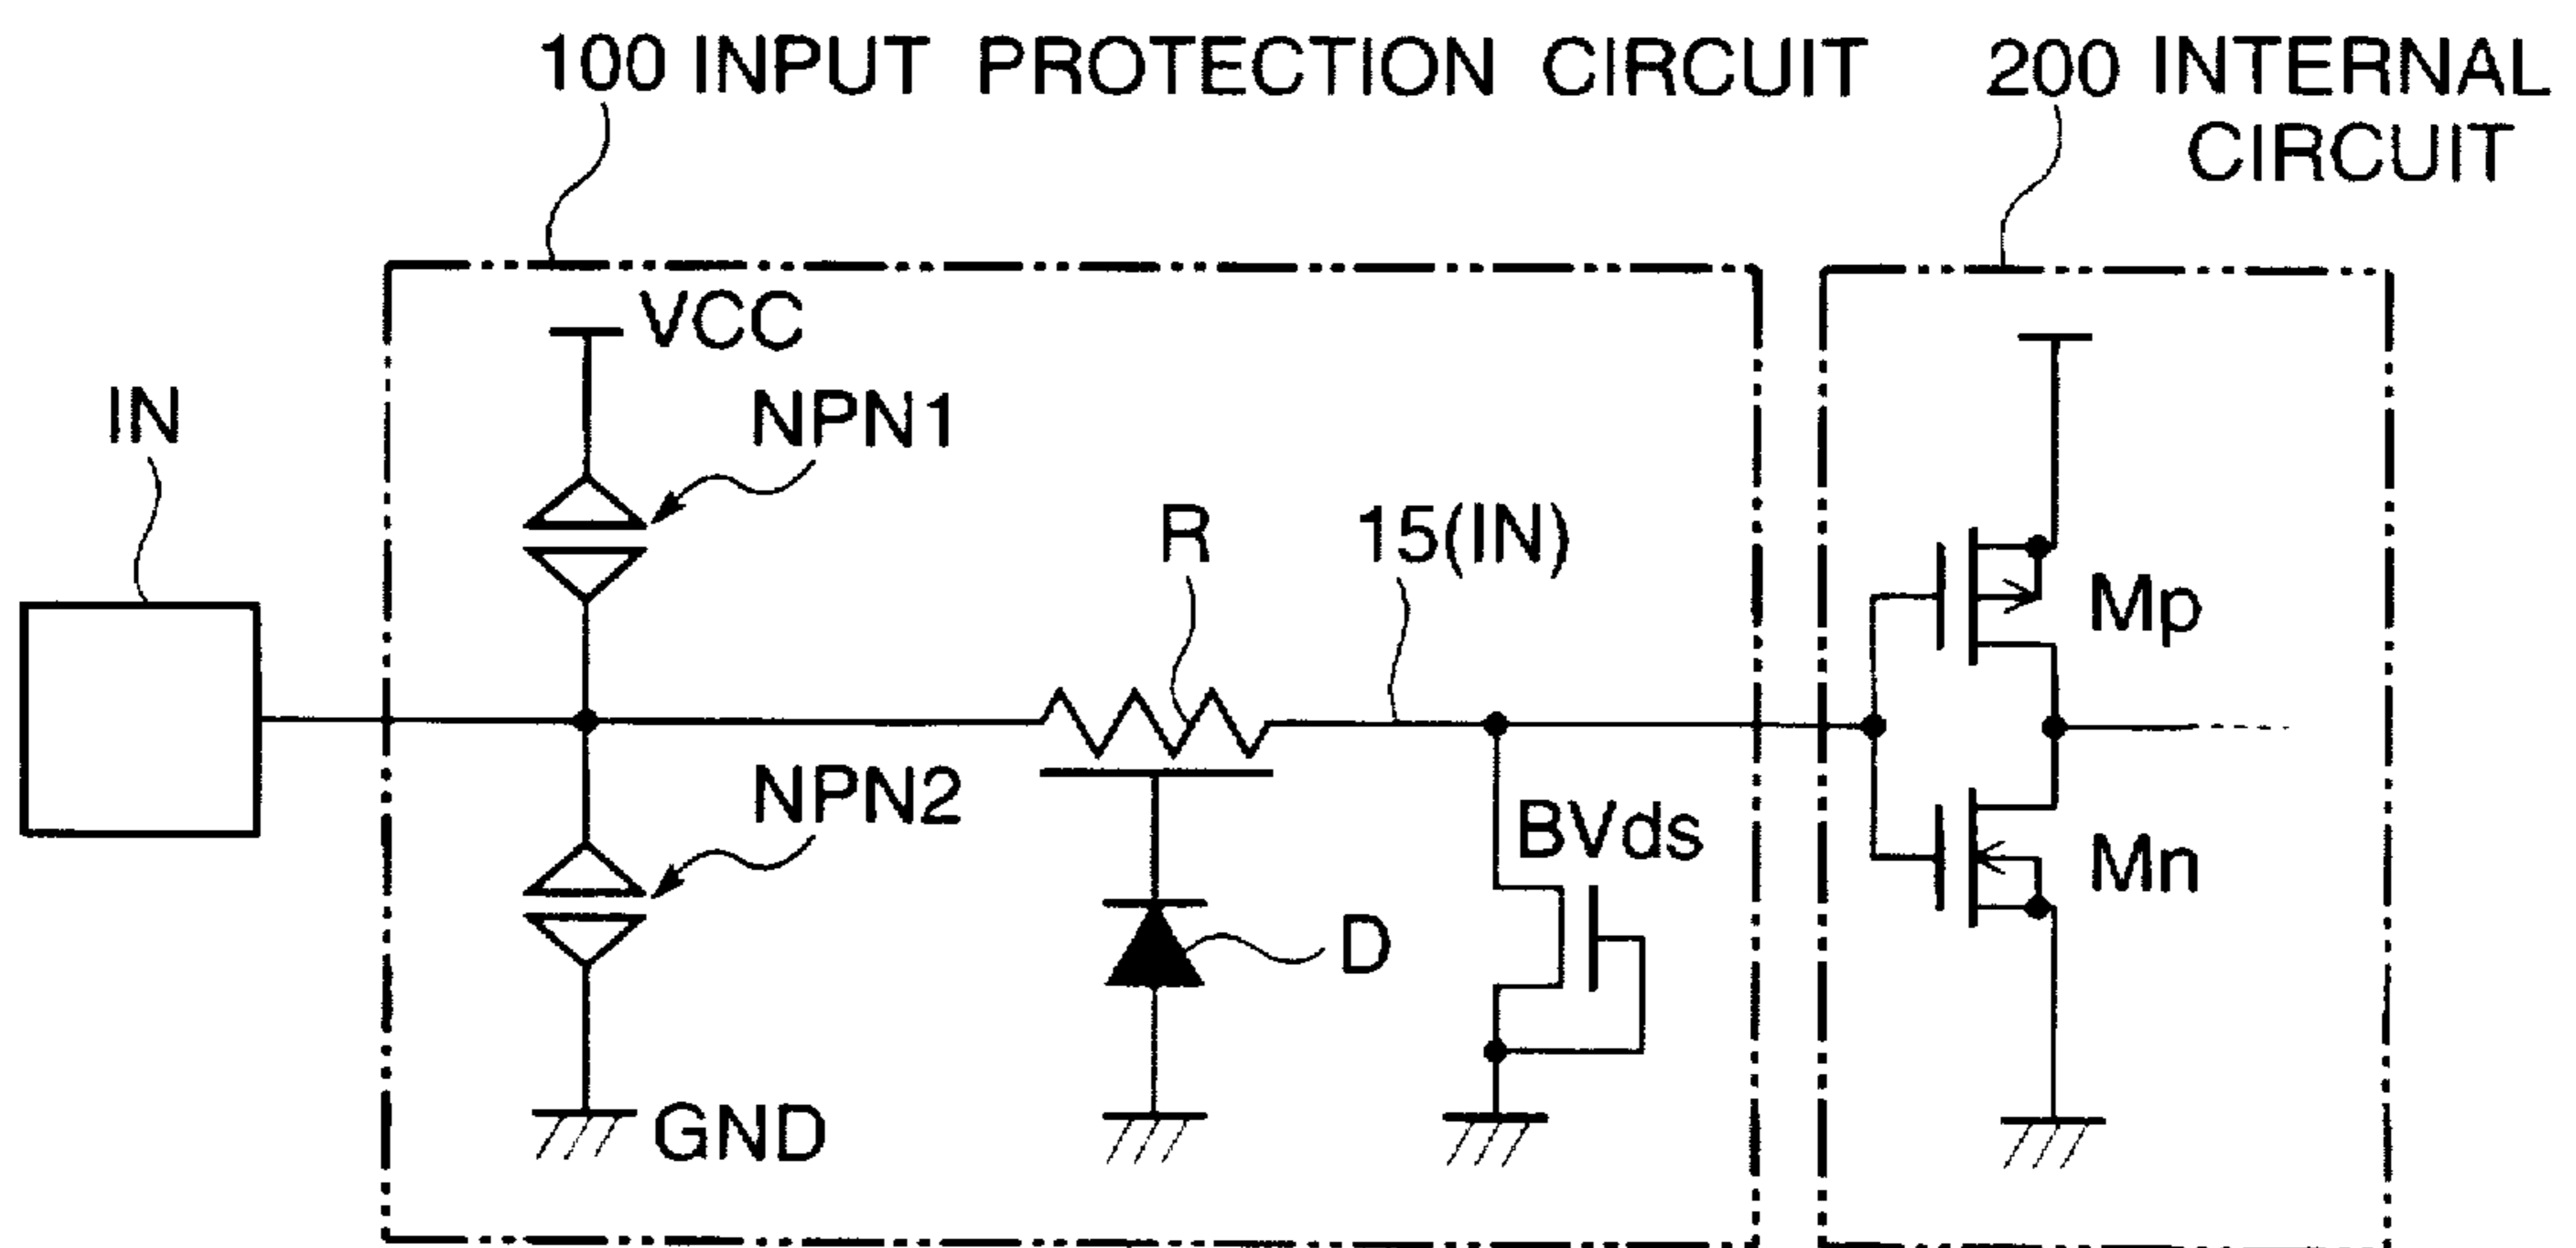 100 INPUT PROTECTION CIRCUIT
200 INTERNAL
CIRCUIT
VCC
IN
NPN1
R
15(IN)
Mp
NPN2
BVds
Mn
D
GND